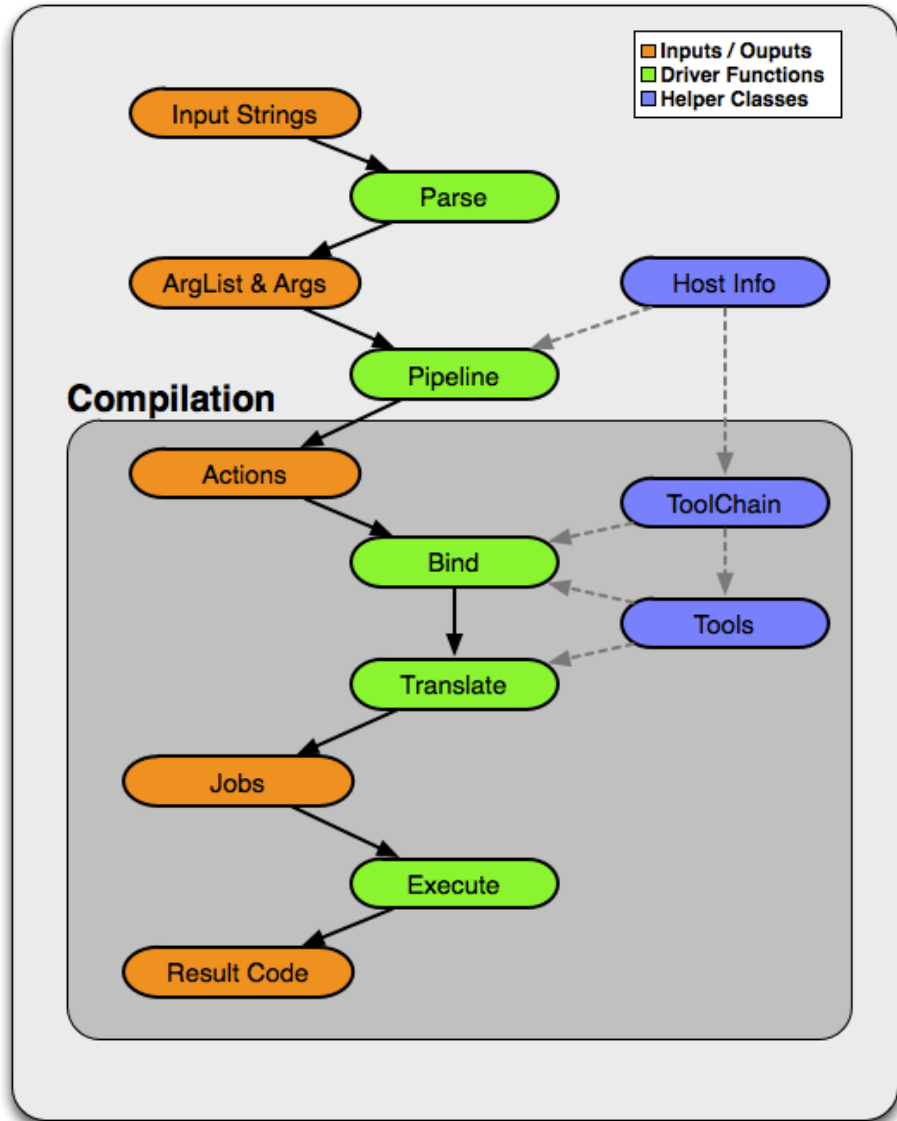 Inputs / Ouputs
Driver Functions
Helper Classes
Input Strings
Parse
ArgList & Args
Host Info
Pipeline
Compilation
Actions
ToolChain
Bind
Tools
Translate
Jobs
Execute
Result Code